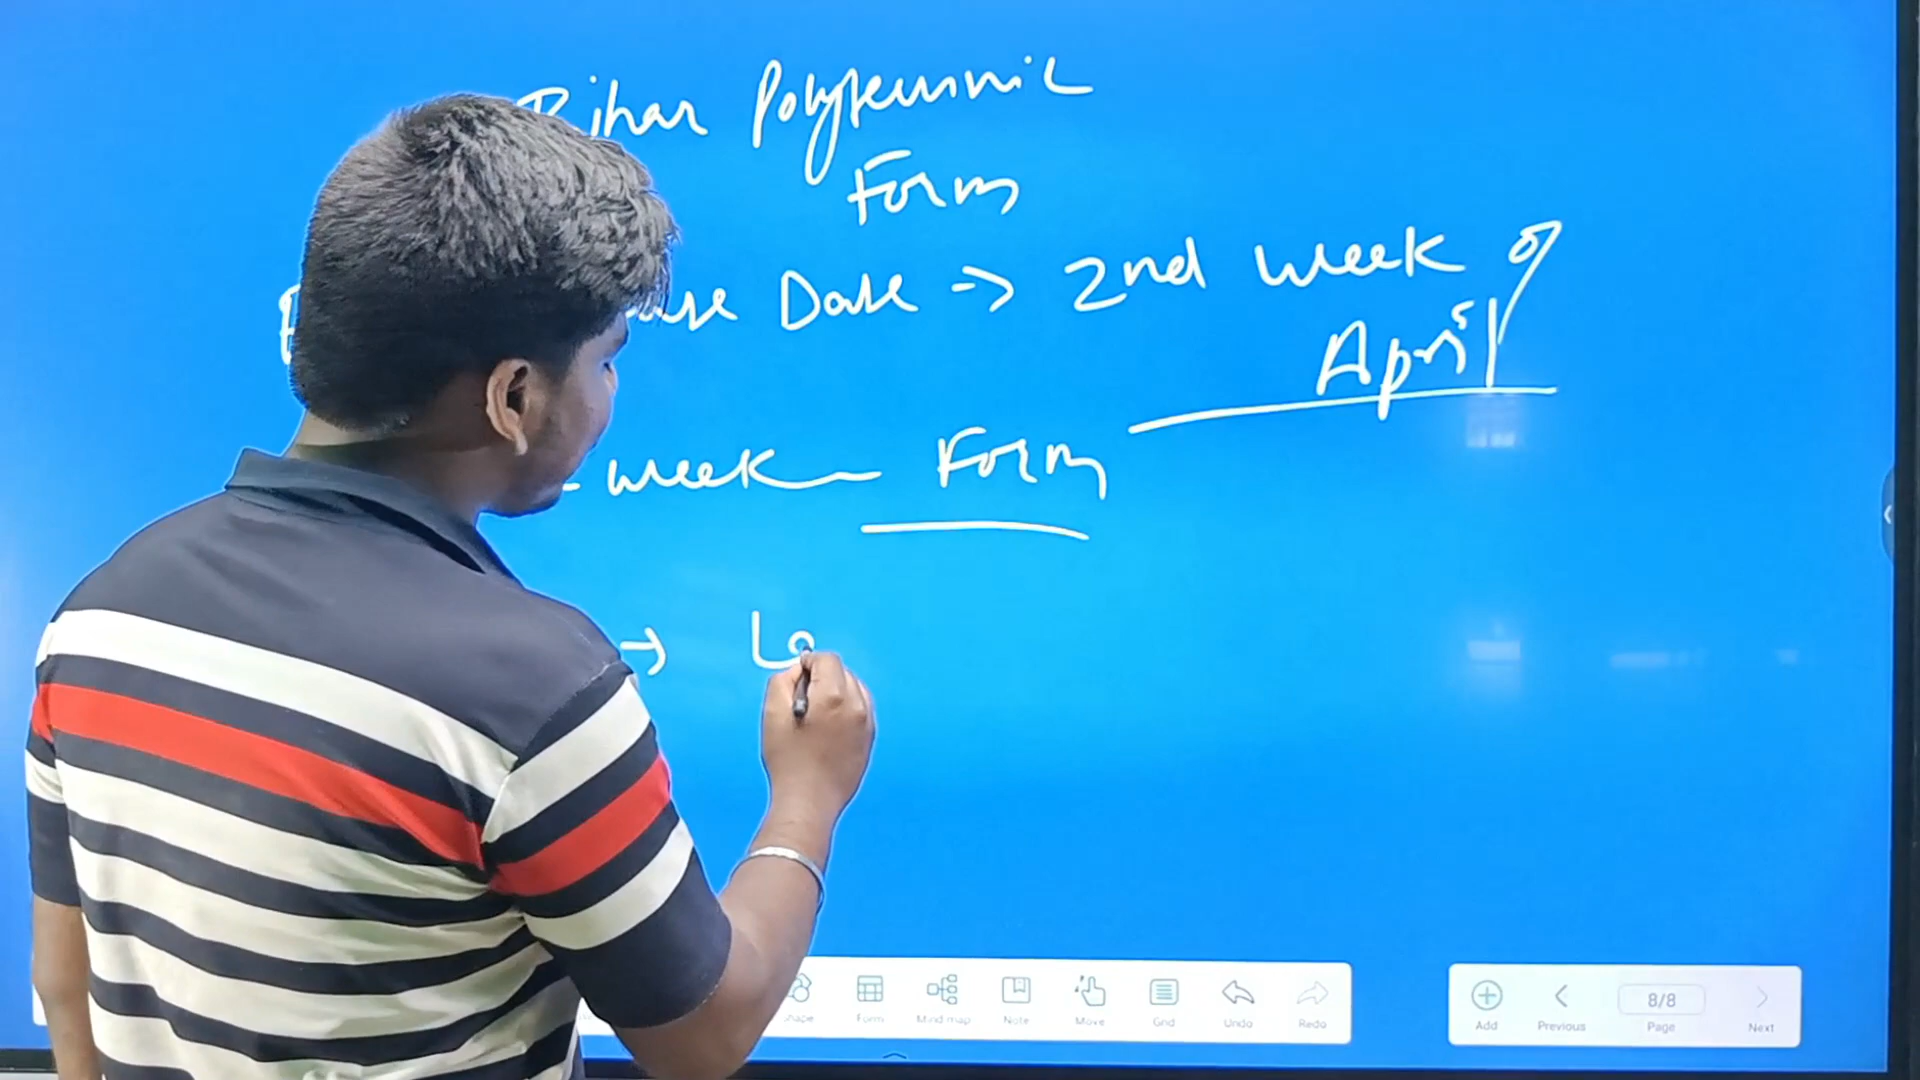 Bihar Polytechnic
Form
Date → 2nd week of
April
- week - Form
→ Lo
Shape Form Mind map Note Move Grid Undo Redo
Add Previous 8/8 Page Next